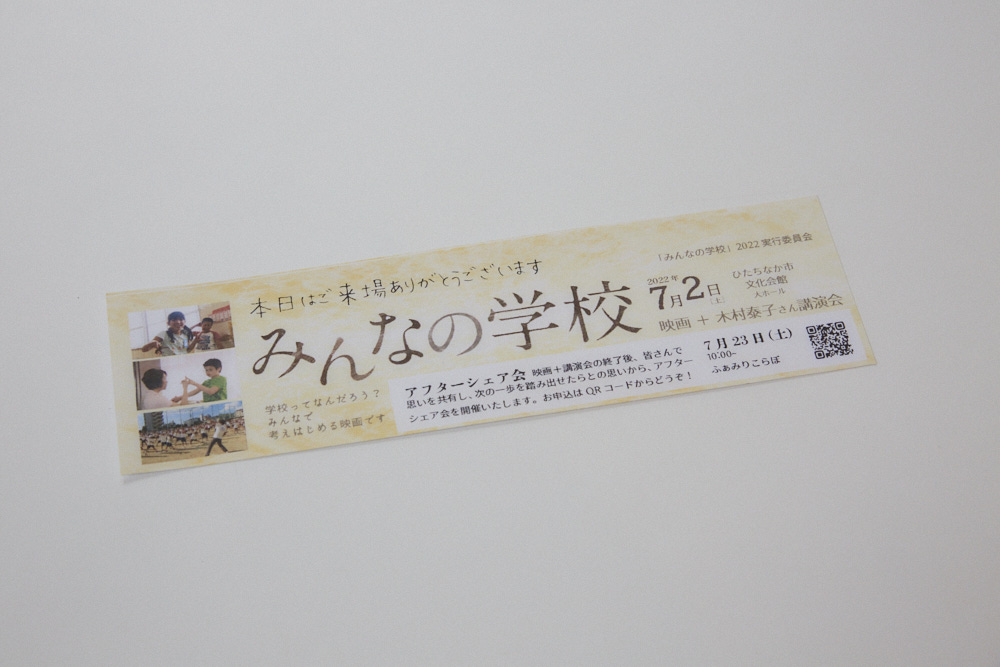 本日はご来場ありがとうございます
みんなの学校
学校ってなんだろう？
みんなで
考えはじめる映画です
「みんなの学校」2022 実行委員会
2022年
7月2日
(土)
ひたちなか市
文化会館
大ホール
映画 + 木村泰子さん講演会
アフターシェア会 映画＋講演会の終了後、皆さんで
思いを共有し、次の一歩を踏み出せたらとの思いから、アフター
シェア会を開催いたします。お申込は QR コードからどうぞ！
7 月 23 日 (土)
10:00~
ふぁみりこらぼ